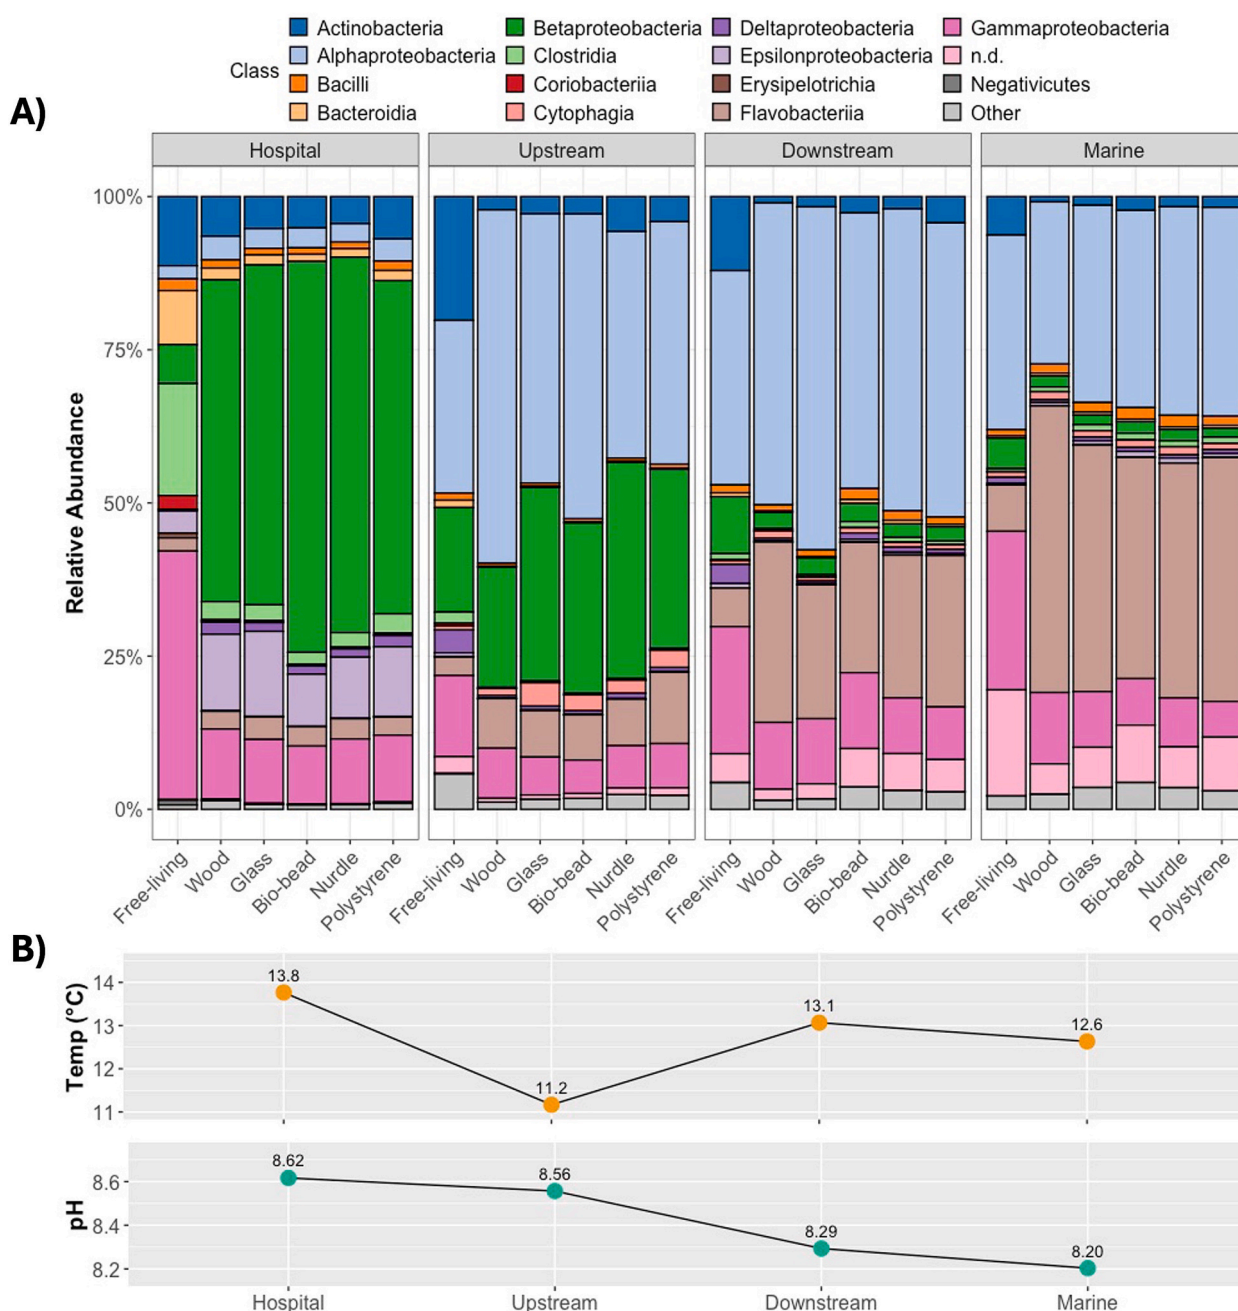 Actinobacteria Betaproteobacteria Deltaproteobacteria Gammaproteobacteria
Alphaproteobacteria Clostridia Epsilonproteobacteria n.d.
Class
Bacilli Coriobacteriia Erysipelotrichia Negativicutes
Bacteroidia Cytophagia Flavobacteriia Other
A)
Hospital Upstream Downstream Marine
100%
75%
50%
25%
0%
Relative Abundance
Free-living Wood Glass Bio-bead Nurdle Polystyrene Free-living Wood Glass Bio-bead Nurdle Polystyrene Free-living Wood Glass Bio-bead Nurdle Polystyrene Free-living Wood Glass Bio-bead Nurdle Polystyrene
B)
Temp (°C)
14
13
12
11
13.8 11.2 13.1 12.6
pH
8.6
8.4
8.2
8.62 8.56 8.29 8.20
Hospital Upstream Downstream Marine